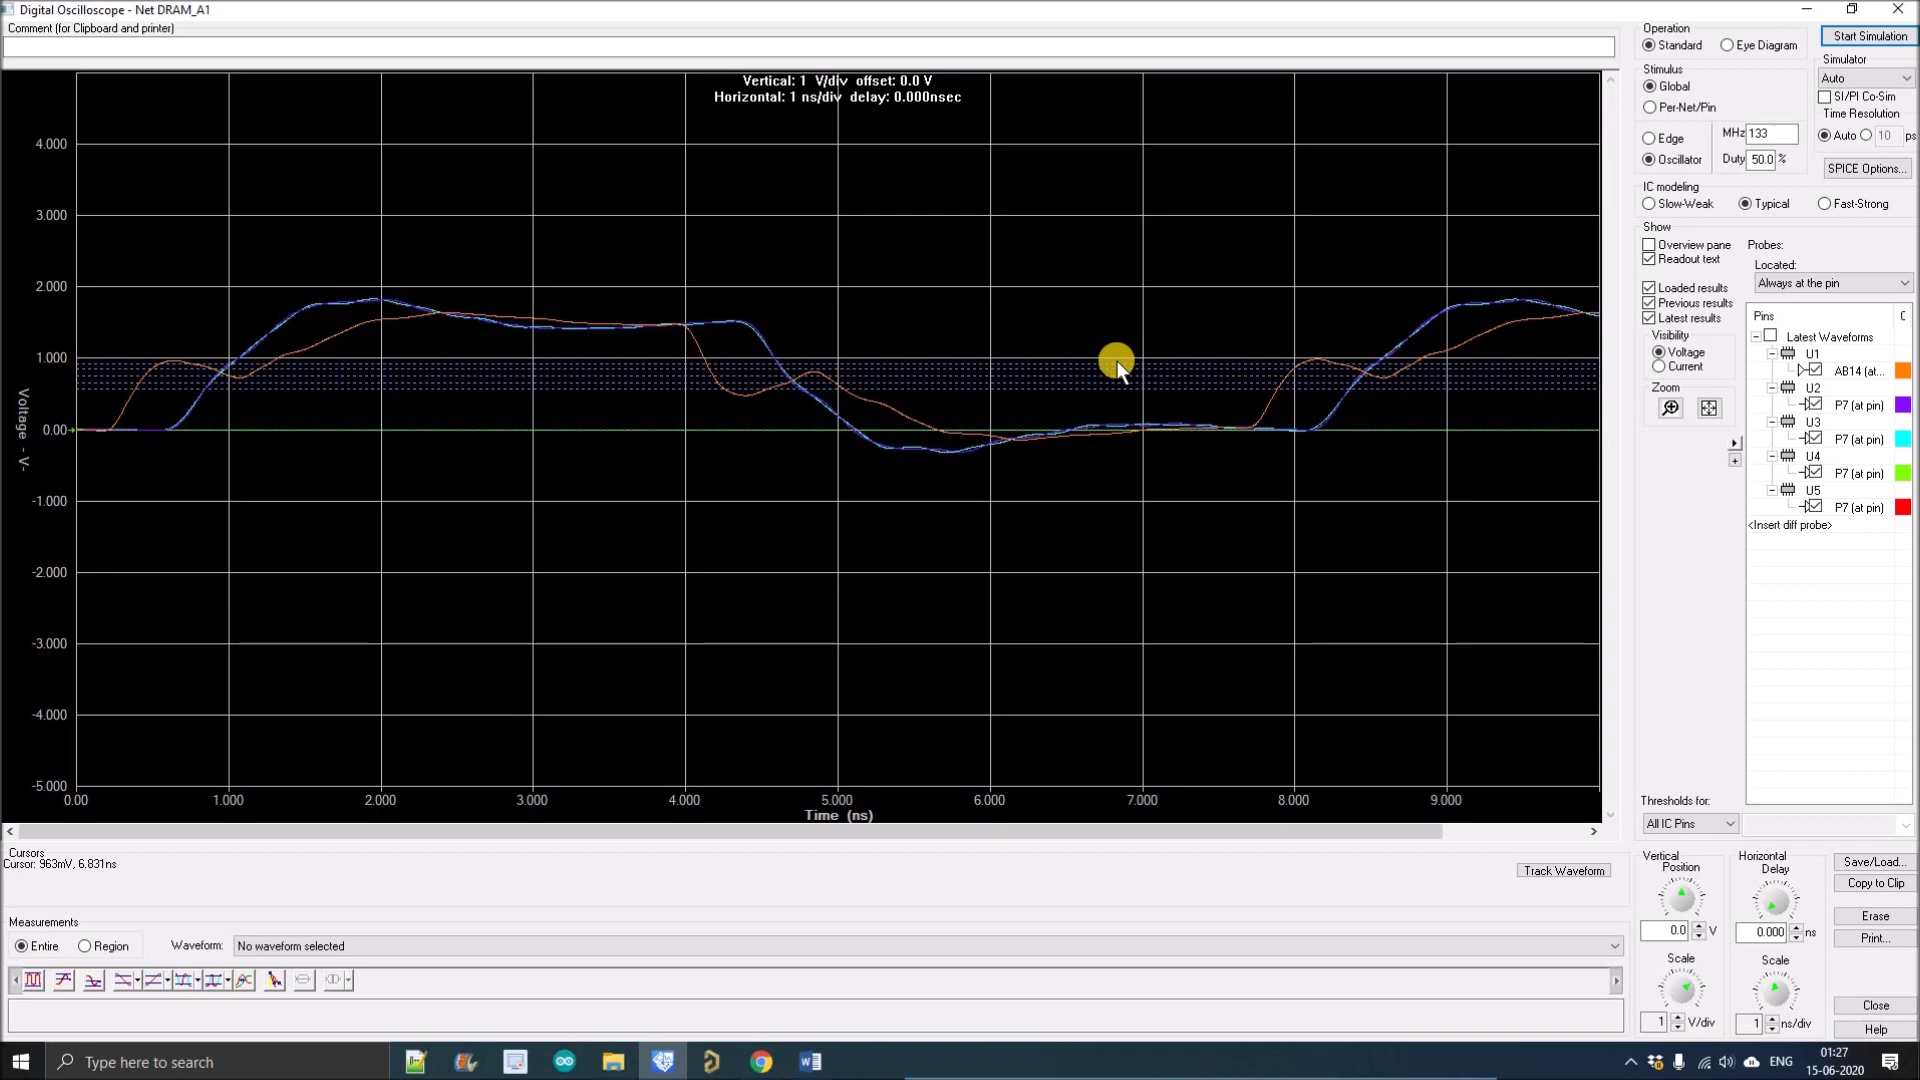 Digital Oscilloscope - Net DRAM_A1
Comment (for Clipboard and printer)
Vertical: 1 V/div offset: 0.0 V
Horizontal: 1 ns/div delay: 0.000nsec
4.000
3.000
2.000
1.000
0.00
-1.000
-2.000
-3.000
-4.000
-5.000
Voltage - V-
0.00 1.000 2.000 3.000 4.000 5.000 6.000 7.000 8.000 9.000
Time (ns)
Cursors
Cursor: 963mV, 6.831ns
Track Waveform
Measurements
Entire Region Waveform: No waveform selected
Operation
Standard Eye Diagram
Stimulus
Global
Per-Net/Pin
Edge
Oscillator
MHz 133
Duty 50.0 %
IC modeling
Slow-Weak Typical Fast-Strong
Start Simulation
Simulator
Auto
SI/PI Co-Sim
Time Resolution
Auto 10 ps
SPICE Options...
Show
Overview pane
Readout text
Loaded results
Previous results
Latest results
Visibility
Voltage
Current
Zoom
Probes:
Located:
Always at the pin
Pins C
Latest Waveforms
U1
AB14 (at...
U2
P7 (at pin)
U3
P7 (at pin)
U4
P7 (at pin)
U5
P7 (at pin)
<Insert diff probe>
Thresholds for:
All IC Pins
Vertical
Position
0.0 V
Scale
1 V/div
Horizontal
Delay
0.000 ns
Scale
1 ns/div
Save/Load...
Copy to Clip
Erase
Print...
Close
Help
Type here to search
ENG
01:27
15-06-2020